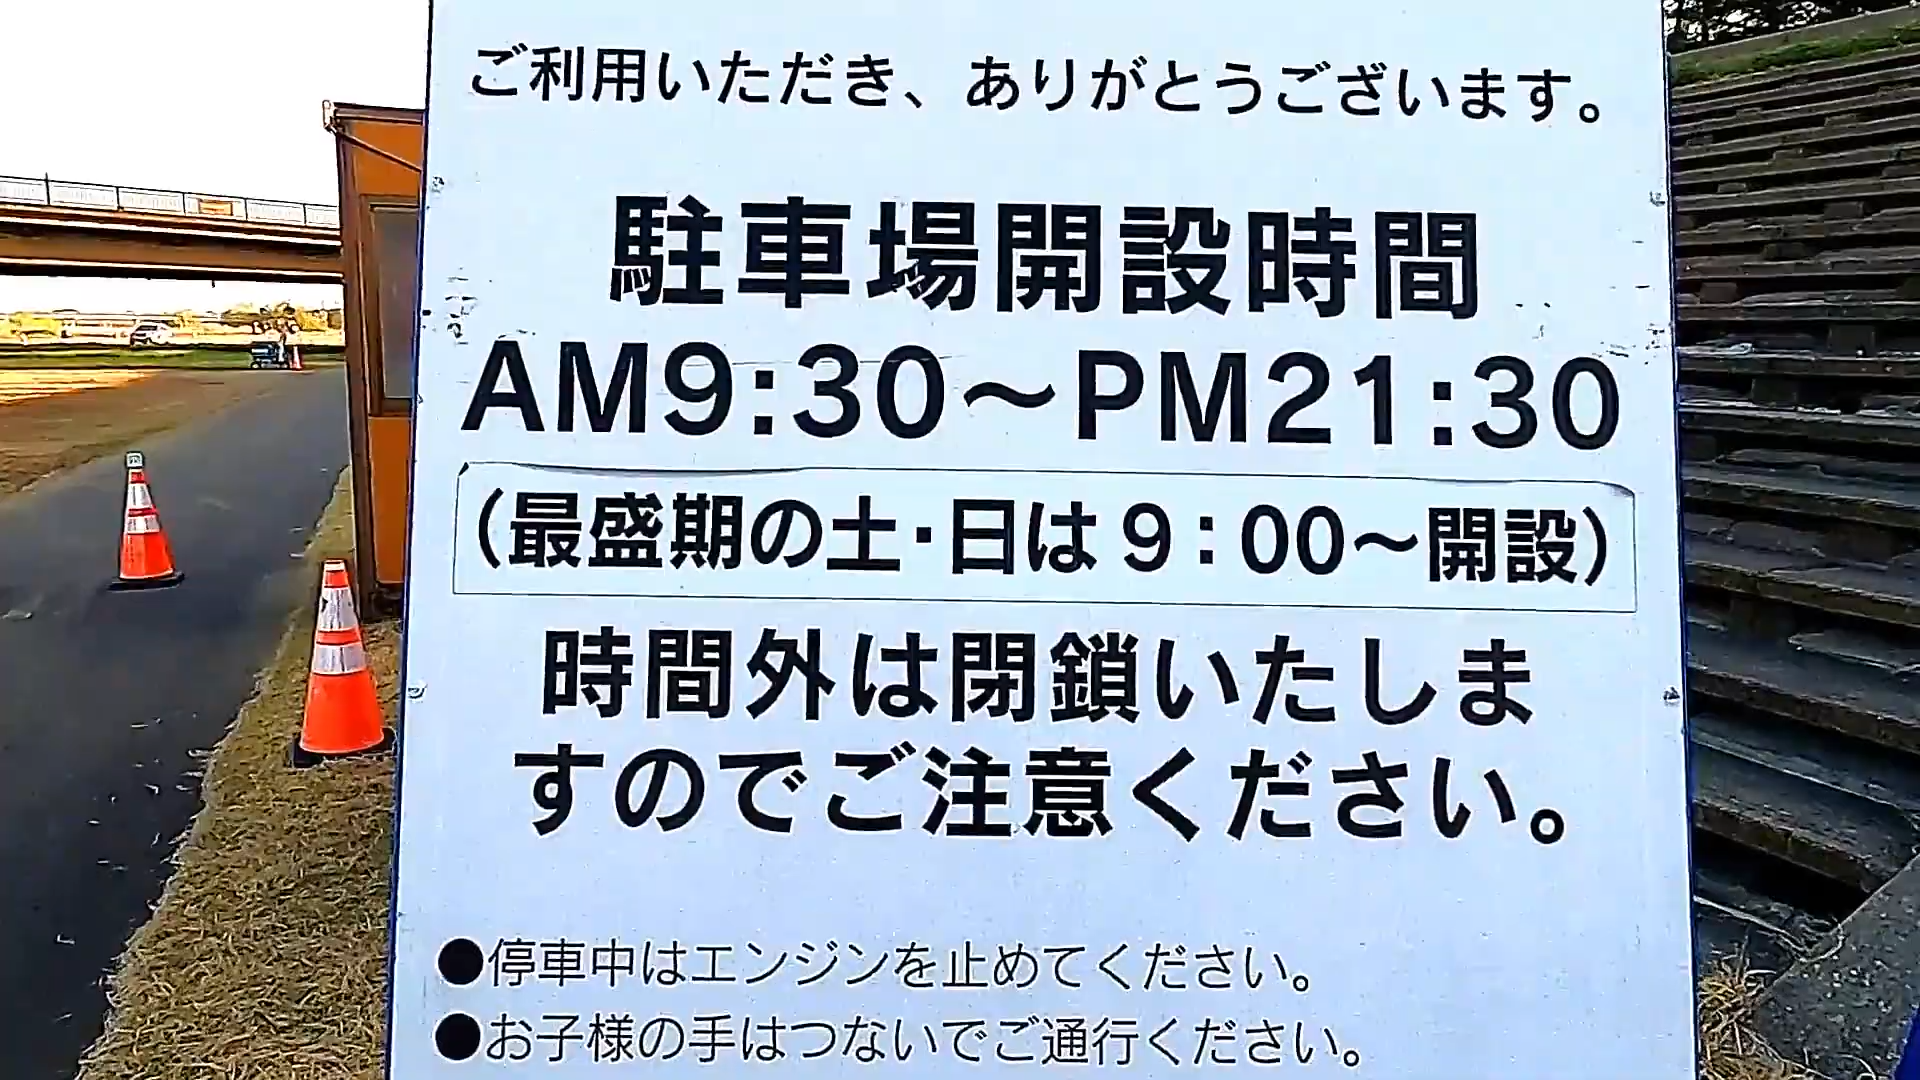 ご利用いただき、ありがとうございます。
駐車場開設時間
AM9:30～PM21:30
（最盛期の土・日は9：00～開設）
時間外は閉鎖いたしま
すのでご注意ください。
●停車中はエンジンを止めてください。
●お子様の手はつないでご通行ください。